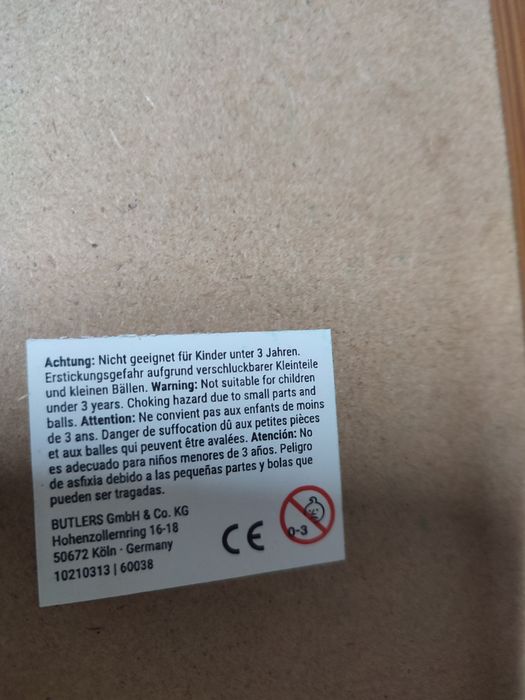 Achtung: Nicht geeignet für Kinder unter 3 Jahren.
Erstickungsgefahr aufgrund verschluckbarer Kleinteile
und kleinen Bällen. Warning: Not suitable for children
under 3 years. Choking hazard due to small parts and
balls. Attention: Ne convient pas aux enfants de moins
de 3 ans. Danger de suffocation dû aux petites pièces
et aux balles qui peuvent être avalées. Atención: No
es adecuado para niños menores de 3 años. Peligro
de asfixia debido a las pequeñas partes y bolas que
pueden ser tragadas.
BUTLERS GmbH & Co. KG
Hohenzollernring 16-18
50672 Köln · Germany
10210313 | 60038
CE
0-3